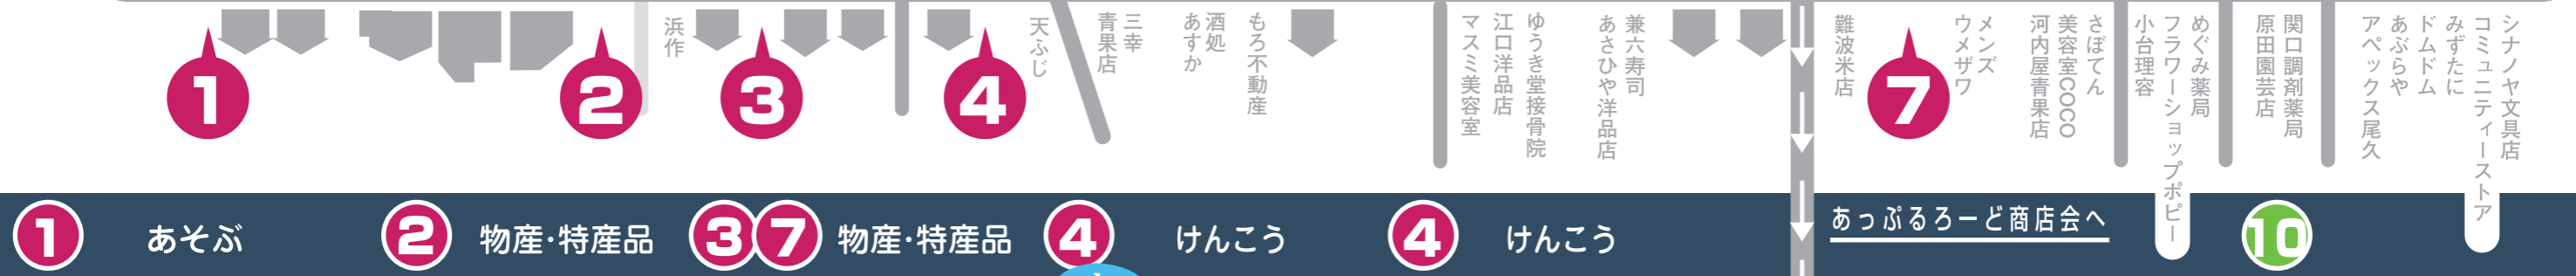 1
2
浜作
3
4
天ふじ
三幸
青果店
酒処
あすか
もろ不動産
ゆうき堂接骨院
江口洋品店
マスミ美容室
兼六寿司
あさひや洋品店
難波米店
7
メンズ
ウメザワ
さぼてん
美容室COCO
河内屋青果店
めぐみ薬局
フラワーショップポピー
小台理容
関口調剤薬局
原田園芸店
シナノヤ文具店
コミュニティーストア
みずたに
ドムドム
あぶらや
アペックス尾久
1 あそぶ
2 物産・特産品
3 7 物産・特産品
4 けんこう
4 けんこう
あっぷるろーど商店会へ
10